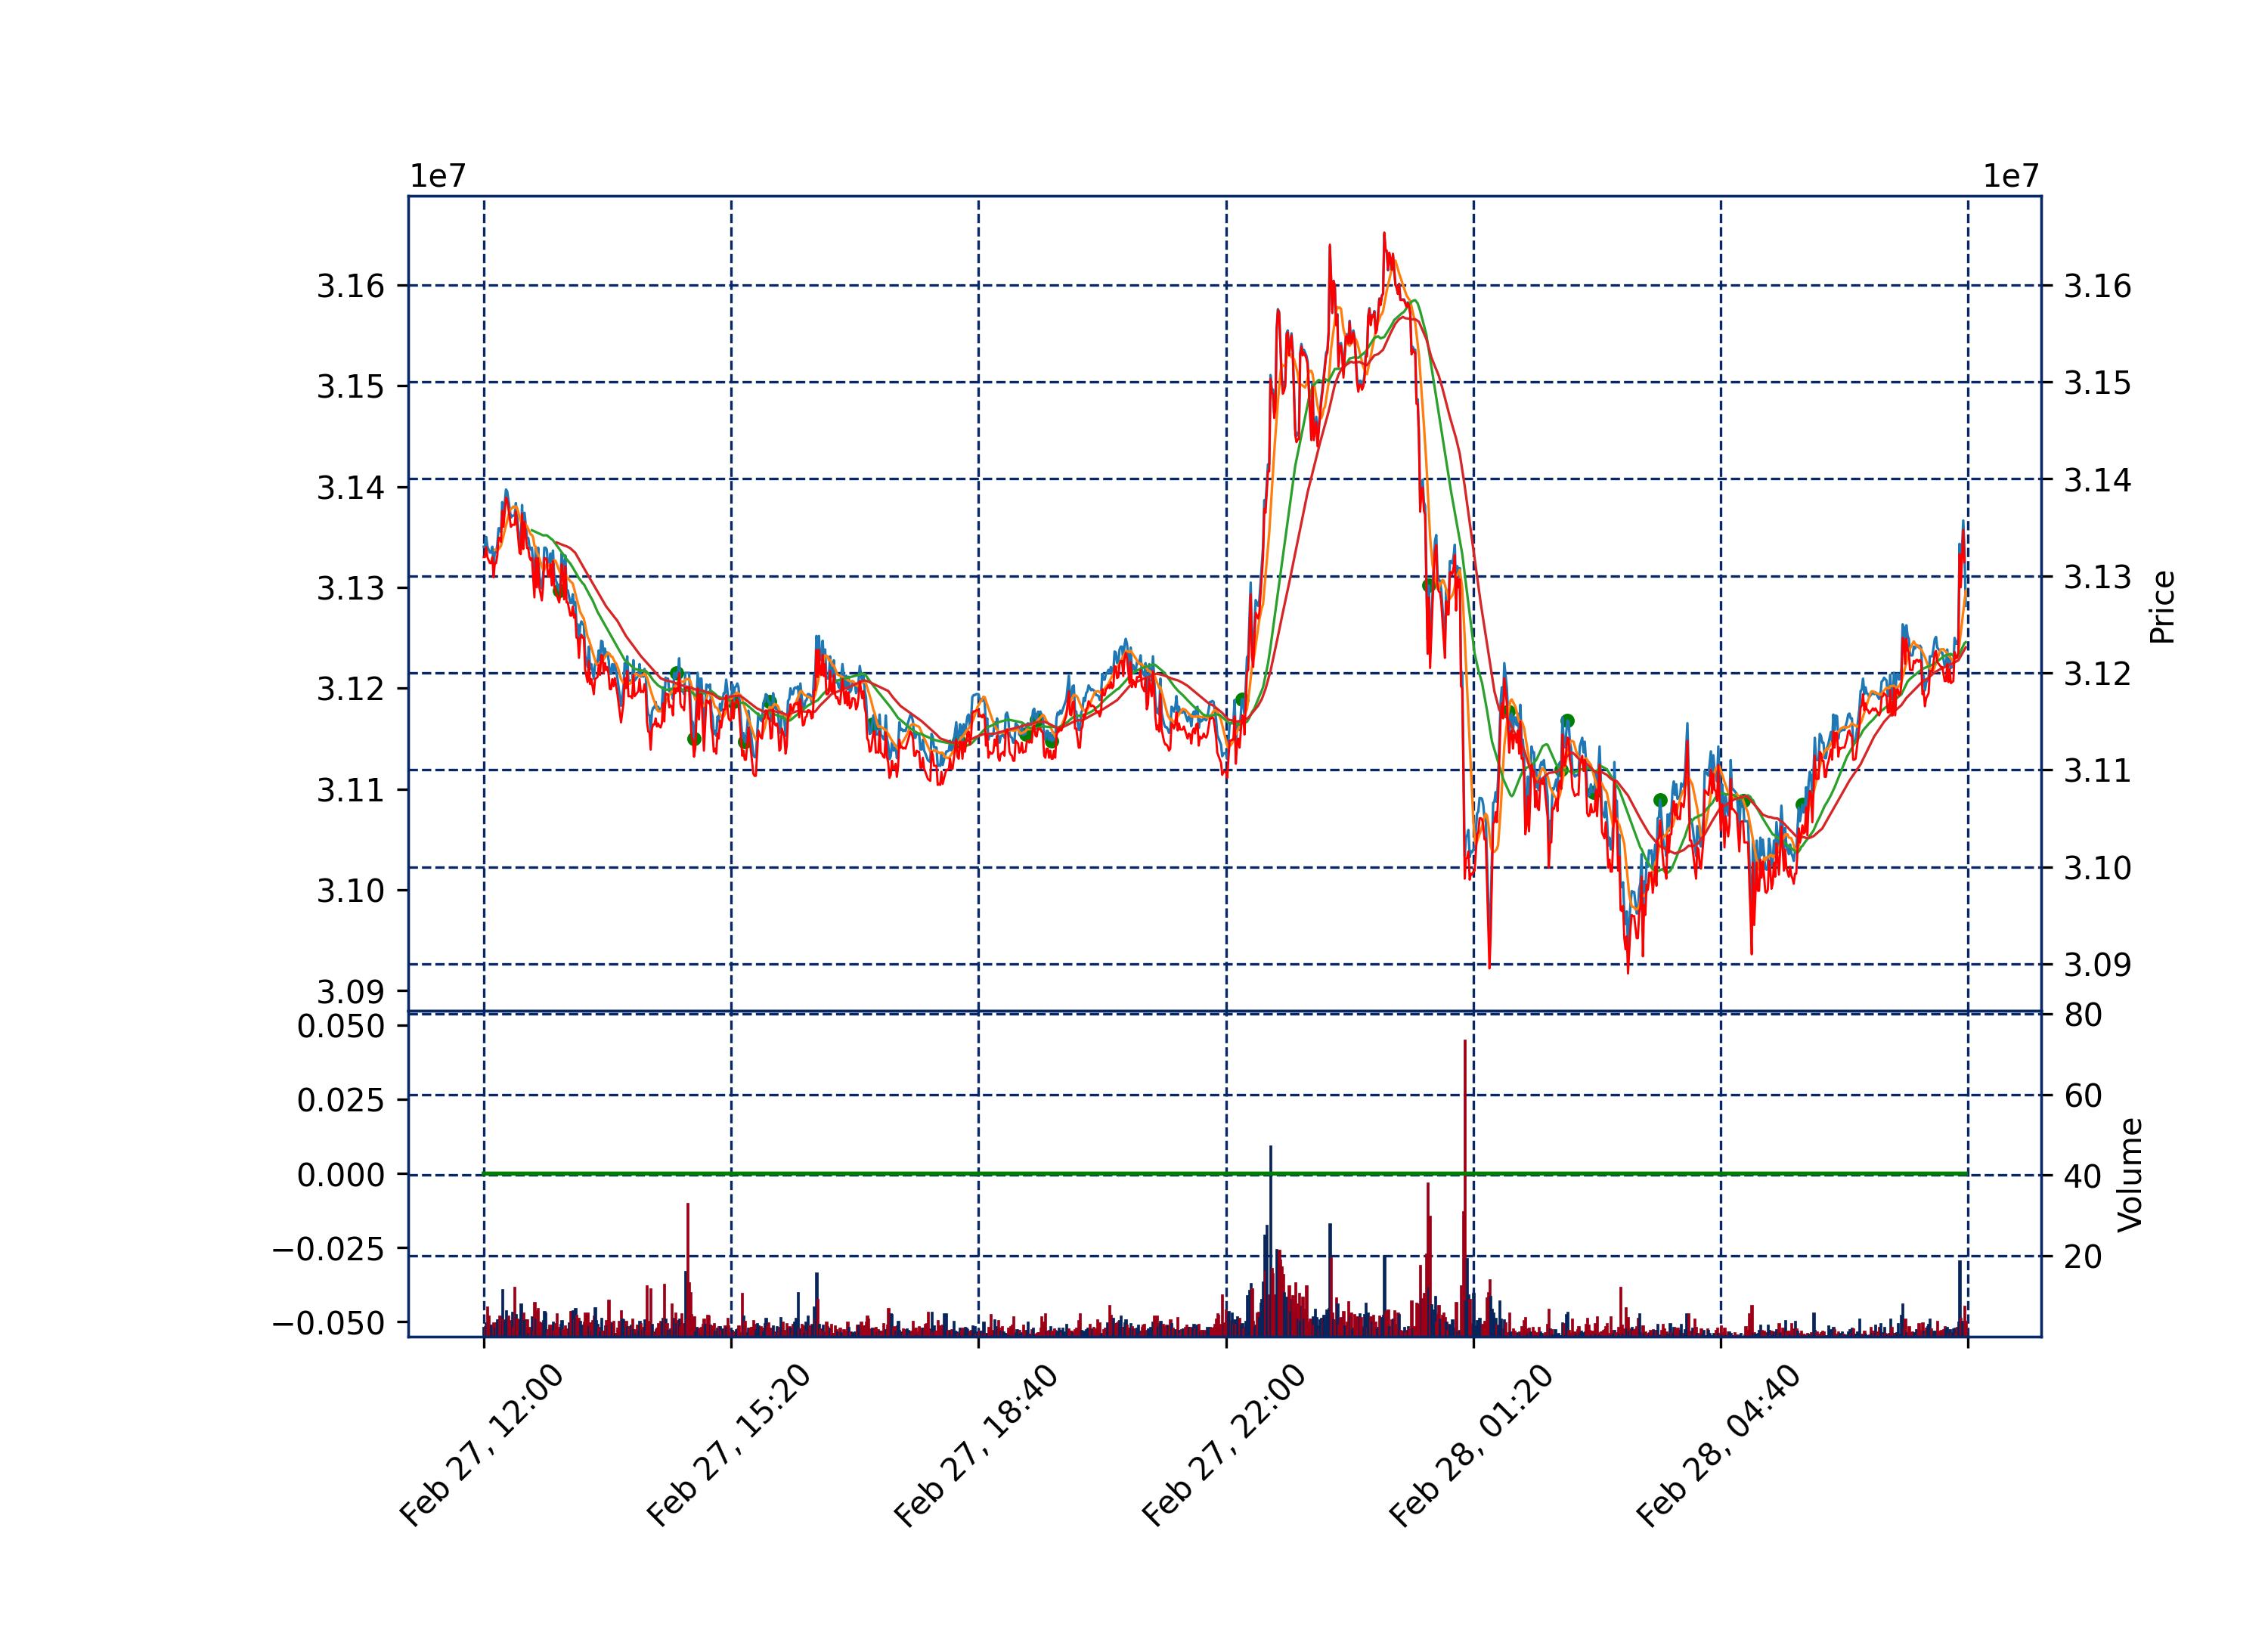 1e7 1e7
3.16 3.16
3.15 3.15
3.14 3.14
3.13 3.13
3.12 3.12
3.11 3.11
3.10 3.10
3.09 3.09
Price
0.050 80
0.025 60
0.000 40
−0.025 20
−0.050
Volume
Feb 27, 12:00
Feb 27, 15:20
Feb 27, 18:40
Feb 27, 22:00
Feb 28, 01:20
Feb 28, 04:40